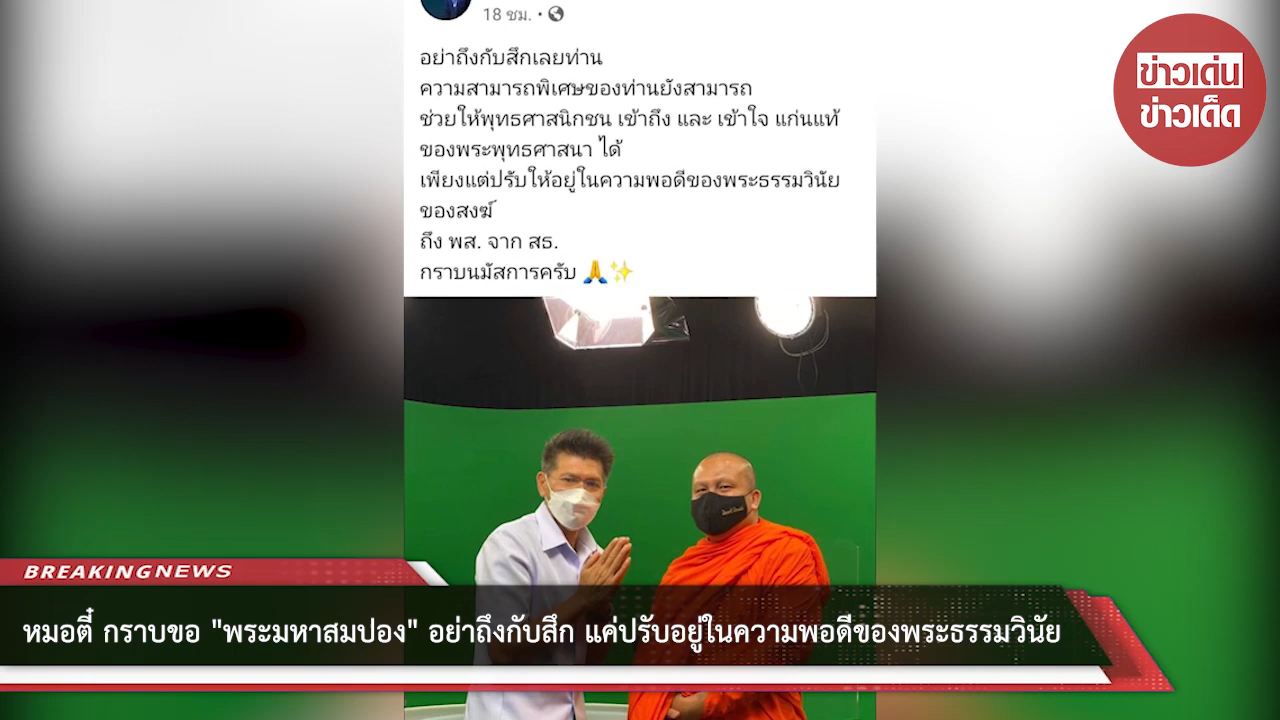 18 ชม.
อย่าถึงกับสึกเลยท่าน
ความสามารถพิเศษของท่านยังสามารถ
ช่วยให้พุทธศาสนิกชน เข้าถึง และ เข้าใจ แก่นแท้
ของพระพุทธศาสนา ได้
เพียงแต่ปรับให้อยู่ในความพอดีของพระธรรมวินัย
ของสงฆ์
ถึง พส. จาก สธ.
กราบนมัสการครับ 🙏✨
ข่าวเด่น
ข่าวเด็ด
BREAKING NEWS
หมอตี๋ กราบขอ "พระมหาสมปอง" อย่าถึงกับสึก แค่ปรับอยู่ในความพอดีของพระธรรมวินัย